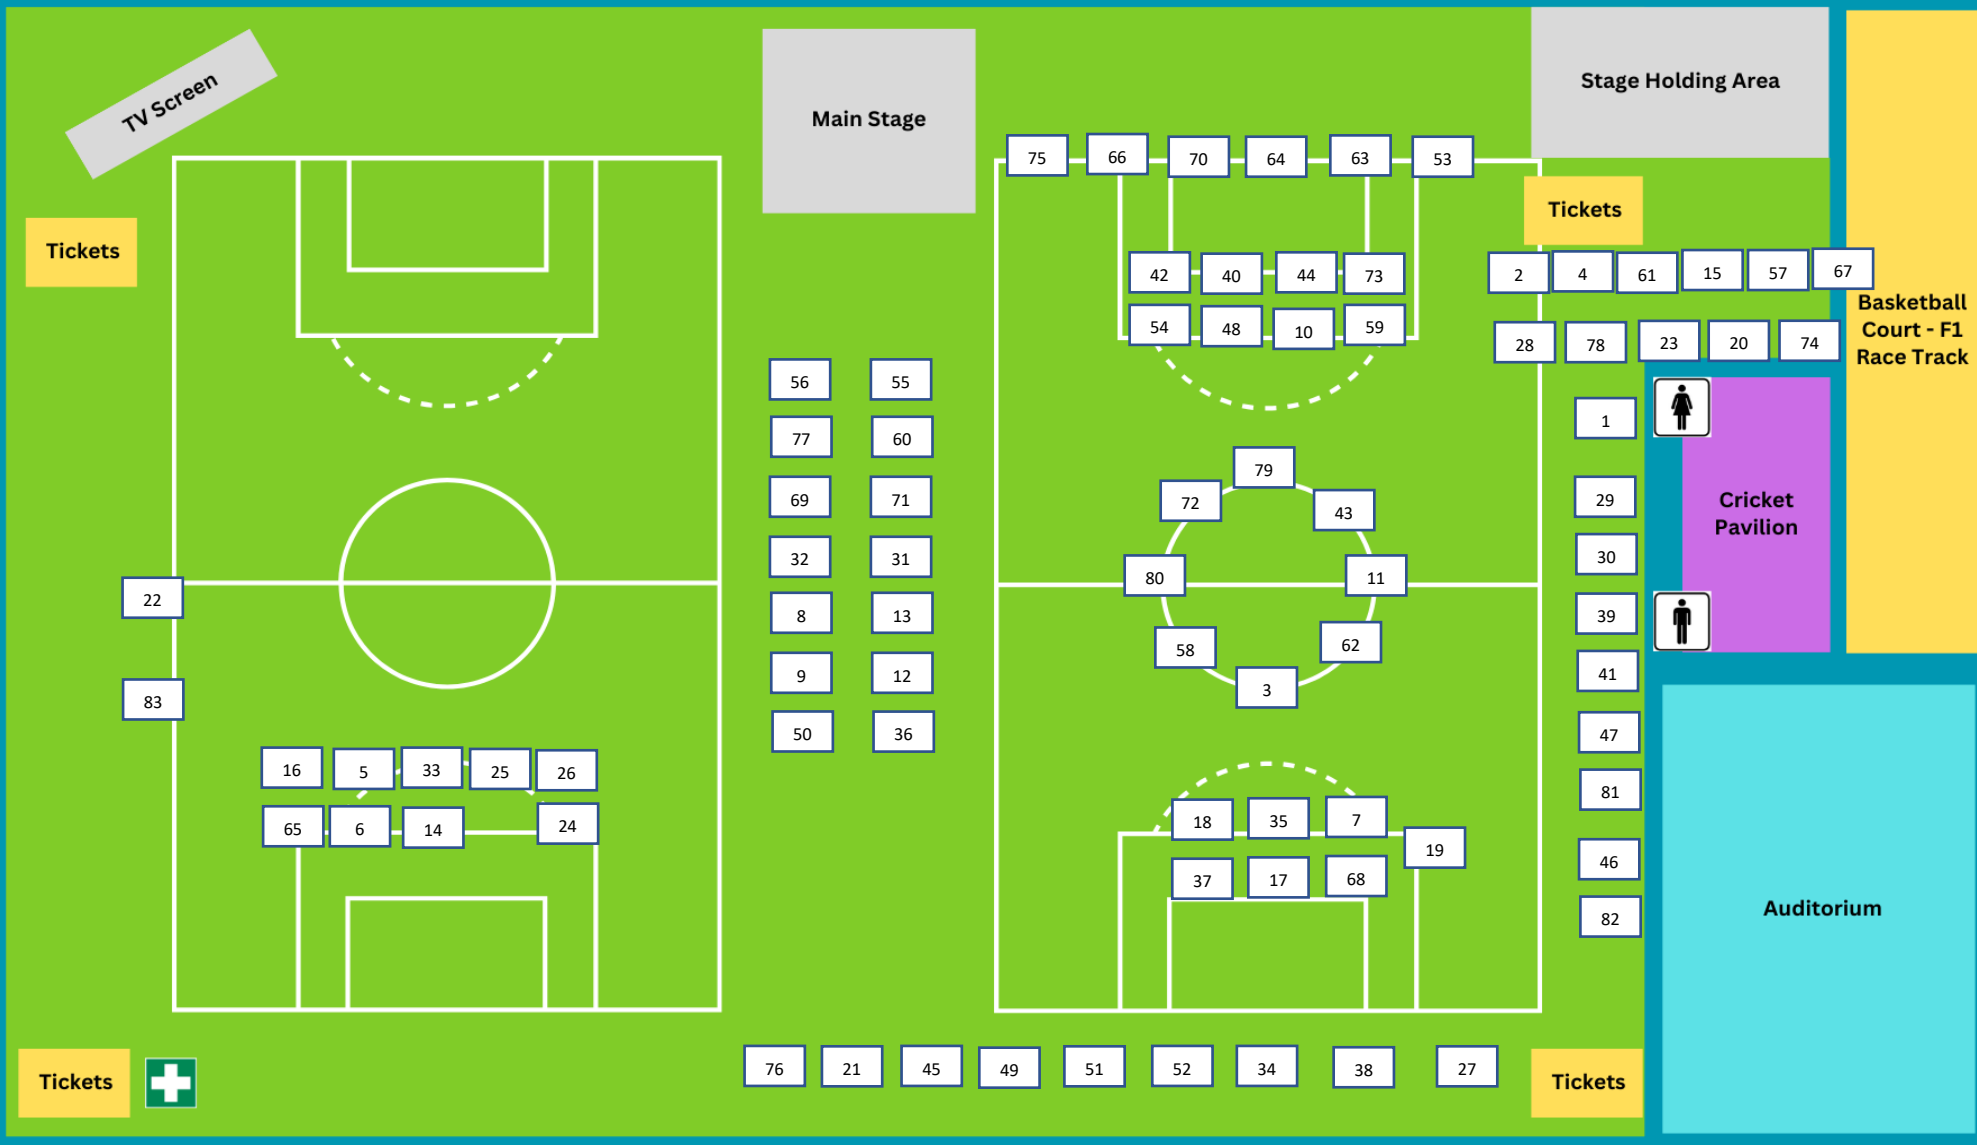 TV Screen
Main Stage
Stage Holding Area
75 66 70 64 63 53
Tickets
Tickets
42 40 44 73
2 4 61 15 57 67
Basketball
Court - F1
Race Track
54 48 10 59
28 78 23 20 74
56 55
1
77 60
79
69 71
72 43
29
Cricket
Pavilion
32 31
80 11
30
22
8 13
58 62
39
83
9 12
3
41
50 36
47
16 5 33 25 26
81
65 6 14 24
18 35 7
19
46
37 17 68
82
Auditorium
76 21 45 49 51 52 34 38 27
Tickets
Tickets